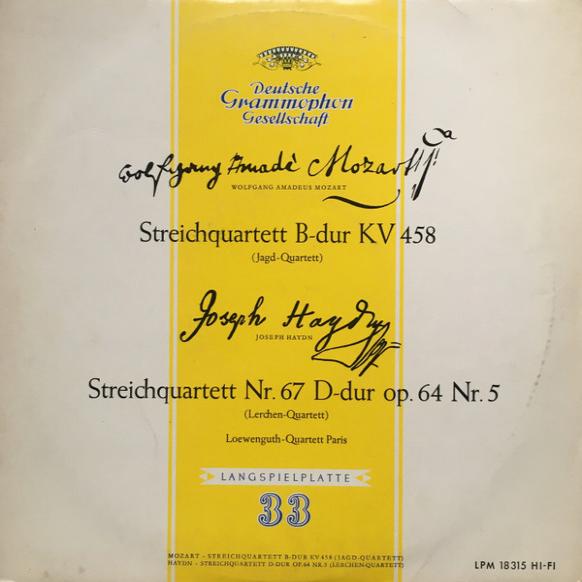 Deutsche
Grammophon
Gesellschaft
Wolfgang Amadè Mozart
WOLFGANG AMADEUS MOZART
Streichquartett B-dur KV 458
(Jagd-Quartett)
Joseph Haydn
JOSEPH HAYDN
Streichquartett Nr. 67 D-dur op. 64 Nr. 5
(Lerchen-Quartett)
Loewenguth-Quartett Paris
LANGSPIELPLATTE
33
MOZART - STREICHQUARTETT B-DUR KV 458 (JAGD-QUARTETT)
HAYDN - STREICHQUARTETT D-DUR OP. 64 NR. 5 (LERCHEN-QUARTETT)
LPM 18 315 HI-FI